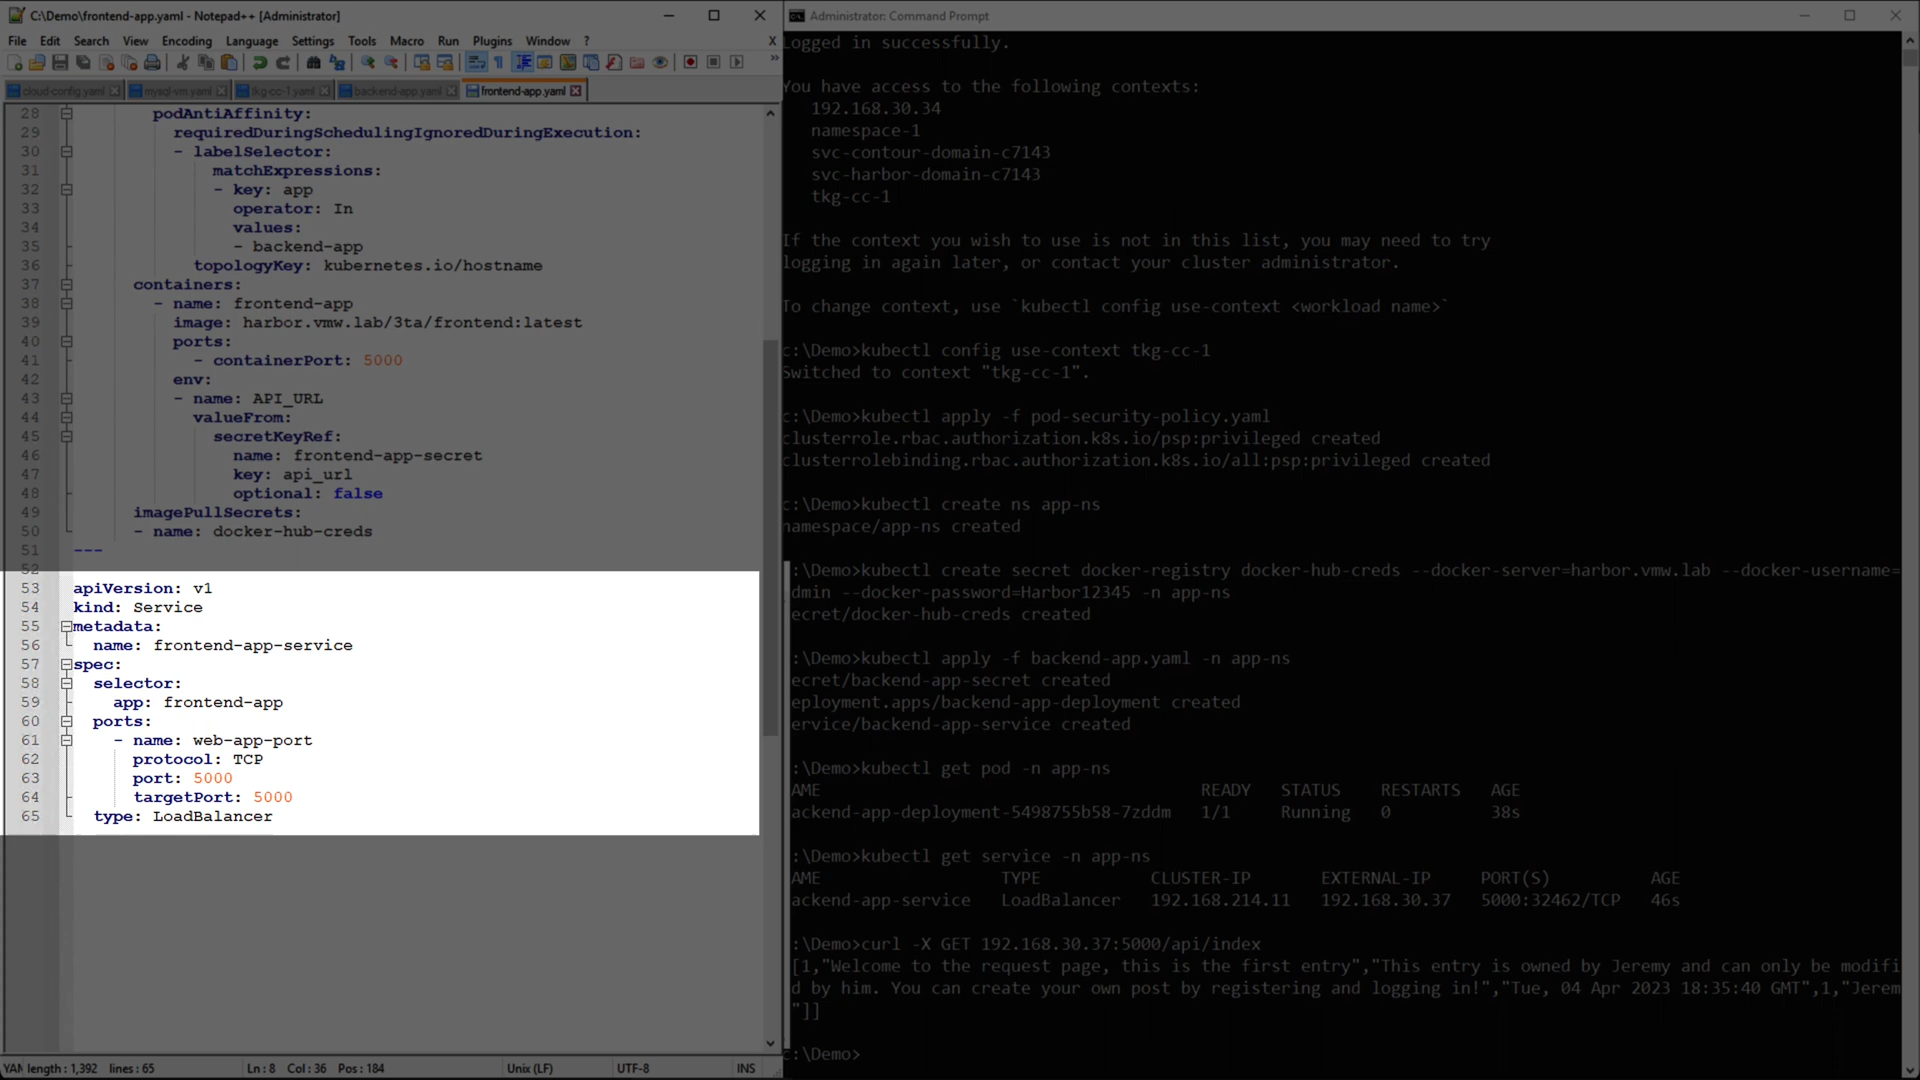 C:\Demo\frontend-app.yaml - Notepad++ [Administrator]
File Edit Search View Encoding Language Settings Tools Macro Run Plugins Window ? X
cloud-config.yaml mysql-vm.yaml tkg-cc-1.yaml backend-app.yaml frontend-app.yaml
28 podAntiAffinity:
29 requiredDuringSchedulingIgnoredDuringExecution:
30 - labelSelector:
31 matchExpressions:
32 - key: app
33 operator: In
34 values:
35 - backend-app
36 topologyKey: kubernetes.io/hostname
37 containers:
38 - name: frontend-app
39 image: harbor.vmw.lab/3ta/frontend:latest
40 ports:
41 - containerPort: 5000
42 env:
43 - name: API_URL
44 valueFrom:
45 secretKeyRef:
46 name: frontend-app-secret
47 key: api_url
48 optional: false
49 imagePullSecrets:
50 - name: docker-hub-creds
51 ---
52
53 apiVersion: v1
54 kind: Service
55 metadata:
56 name: frontend-app-service
57 spec:
58 selector:
59 app: frontend-app
60 ports:
61 - name: web-app-port
62 protocol: TCP
63 port: 5000
64 targetPort: 5000
65 type: LoadBalancer
YAM length : 1,392 lines : 65 Ln : 8 Col : 36 Pos : 184 Unix (LF) UTF-8 INS
Administrator: Command Prompt
Logged in successfully.
You have access to the following contexts:
192.168.30.34
namespace-1
svc-contour-domain-c7143
svc-harbor-domain-c7143
tkg-cc-1
If the context you wish to use is not in this list, you may need to try
logging in again later, or contact your cluster administrator.
To change context, use `kubectl config use-context <workload name>`
c:\Demo>kubectl config use-context tkg-cc-1
Switched to context "tkg-cc-1".
c:\Demo>kubectl apply -f pod-security-policy.yaml
clusterrole.rbac.authorization.k8s.io/psp:privileged created
clusterrolebinding.rbac.authorization.k8s.io/all:psp:privileged created
c:\Demo>kubectl create ns app-ns
namespace/app-ns created
:\Demo>kubectl create secret docker-registry docker-hub-creds --docker-server=harbor.vmw.lab --docker-username=
dmin --docker-password=Harbor12345 -n app-ns
ecret/docker-hub-creds created
:\Demo>kubectl apply -f backend-app.yaml -n app-ns
ecret/backend-app-secret created
eployment.apps/backend-app-deployment created
ervice/backend-app-service created
:\Demo>kubectl get pod -n app-ns
AME READY STATUS RESTARTS AGE
ackend-app-deployment-5498755b58-7zddm 1/1 Running 0 38s
:\Demo>kubectl get service -n app-ns
AME TYPE CLUSTER-IP EXTERNAL-IP PORT(S) AGE
ackend-app-service LoadBalancer 192.168.214.11 192.168.30.37 5000:32462/TCP 46s
:\Demo>curl -X GET 192.168.30.37:5000/api/index
[1,"Welcome to the request page, this is the first entry","This entry is owned by Jeremy and can only be modifi
d by him. You can create your own post by registering and logging in!","Tue, 04 Apr 2023 18:35:40 GMT",1,"Jerem
"]]
c:\Demo>